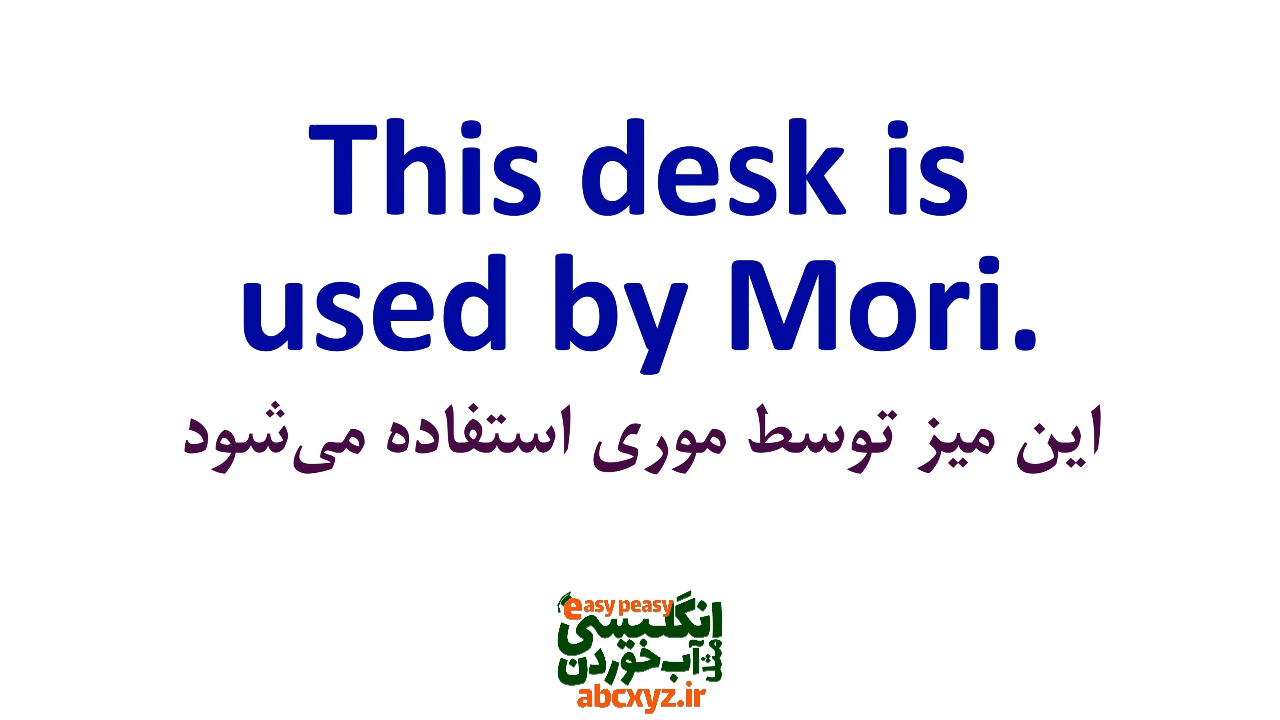 This desk is
used by Mori.
این میز توسط موری استفاده می‌شود
easy peasy
انگلیسی
مثل آب خوردن
abcxyz.ir